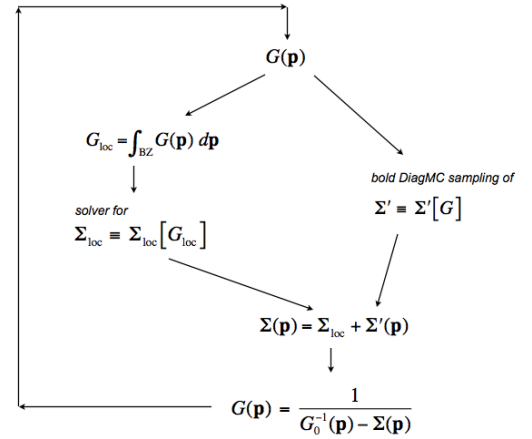 G(p)
G_loc = ∫_BZ G(p) dp
bold DiagMC sampling of
Σ′ ≡ Σ′[G]
solver for
Σ_loc ≡ Σ_loc[G_loc]
Σ(p) = Σ_loc + Σ′(p)
G(p) = 1 / (G_0^{-1}(p) − Σ(p))